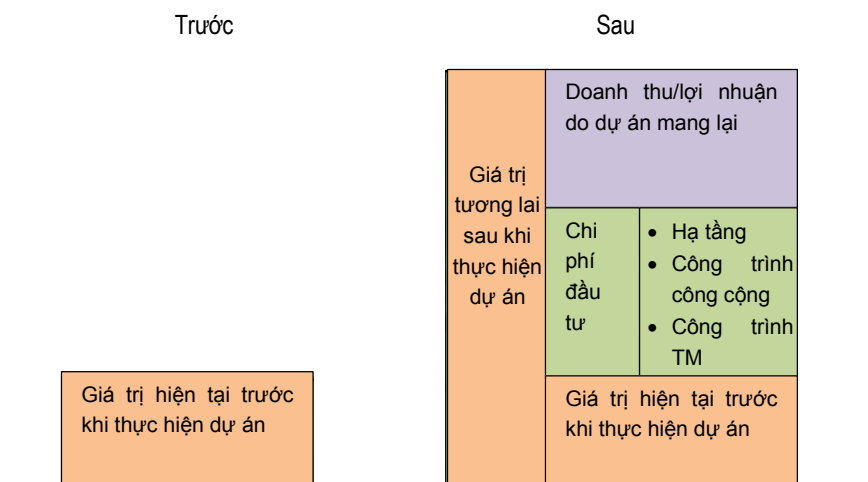 Trước
Sau
Giá trị hiện tại trước
khi thực hiện dự án
Giá trị
tương lai
sau khi
thực hiện
dự án
Doanh thu/lợi nhuận
do dự án mang lại
Chi
phí
đầu
tư
• Hạ tầng
• Công trình
công cộng
• Công trình
TM
Giá trị hiện tại trước
khi thực hiện dự án